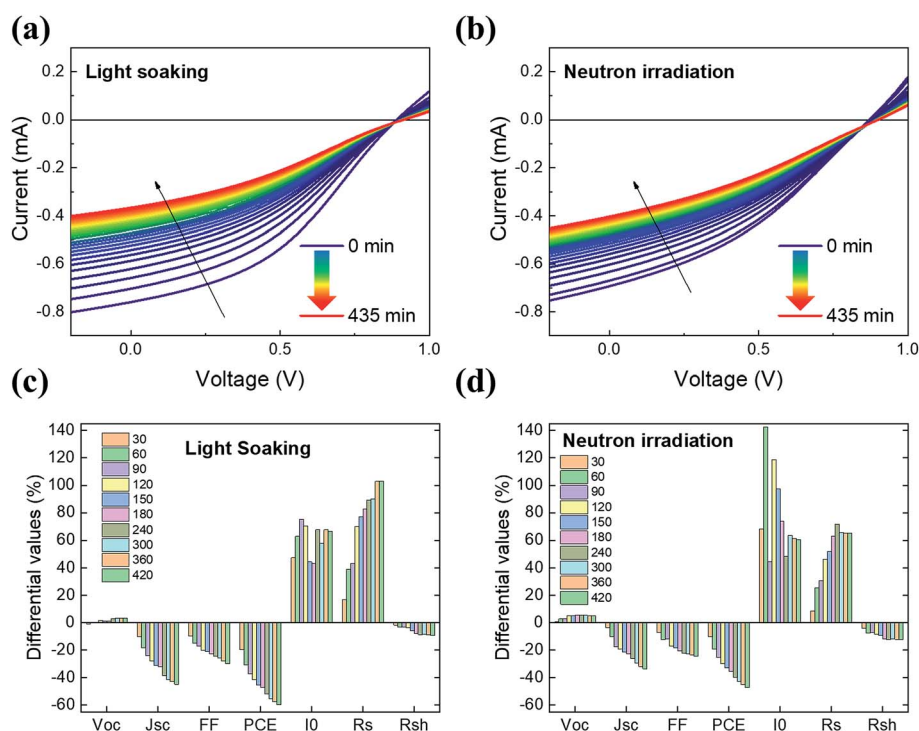 (a)
Light soaking
0.2
0.0
-0.2
-0.4
-0.6
-0.8
Current (mA)
0 min
435 min
0.0
0.5
1.0
Voltage (V)
(b)
Neutron irradiation
0.2
0.0
-0.2
-0.4
-0.6
-0.8
Current (mA)
0 min
435 min
0.0
0.5
1.0
Voltage (V)
(c)
Light Soaking
140
120
100
80
60
40
20
0
-20
-40
-60
Differential values (%)
30
60
90
120
150
180
240
300
360
420
Voc
Jsc
FF
PCE
I0
Rs
Rsh
(d)
Neutron irradiation
140
120
100
80
60
40
20
0
-20
-40
-60
Differential values (%)
30
60
90
120
150
180
240
300
360
420
Voc
Jsc
FF
PCE
I0
Rs
Rsh